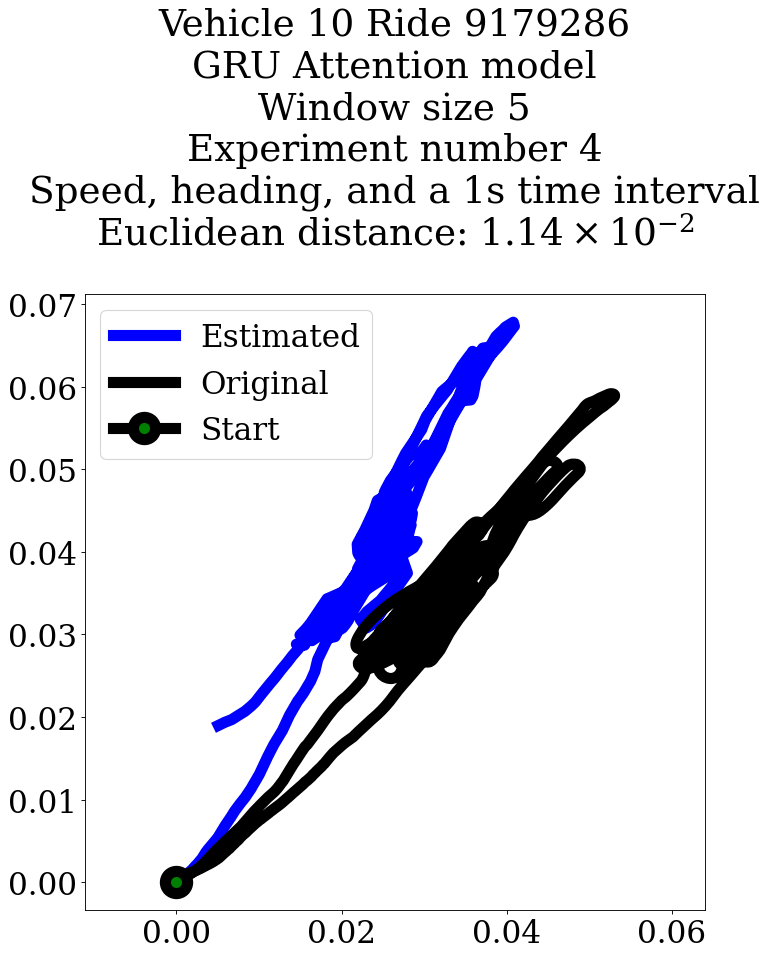 Vehicle 10 Ride 9179286
GRU Attention model
Window size 5
Experiment number 4
Speed, heading, and a 1s time interval
Euclidean distance: 1.14 × 10⁻²
0.07
0.06
0.05
0.04
0.03
0.02
0.01
0.00
Estimated
Original
Start
0.00 0.02 0.04 0.06